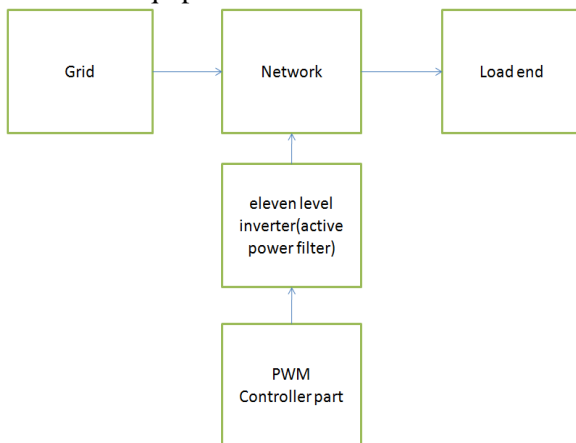 Grid
Network
Load end
eleven level
inverter(active
power filter)
PWM
Controller part